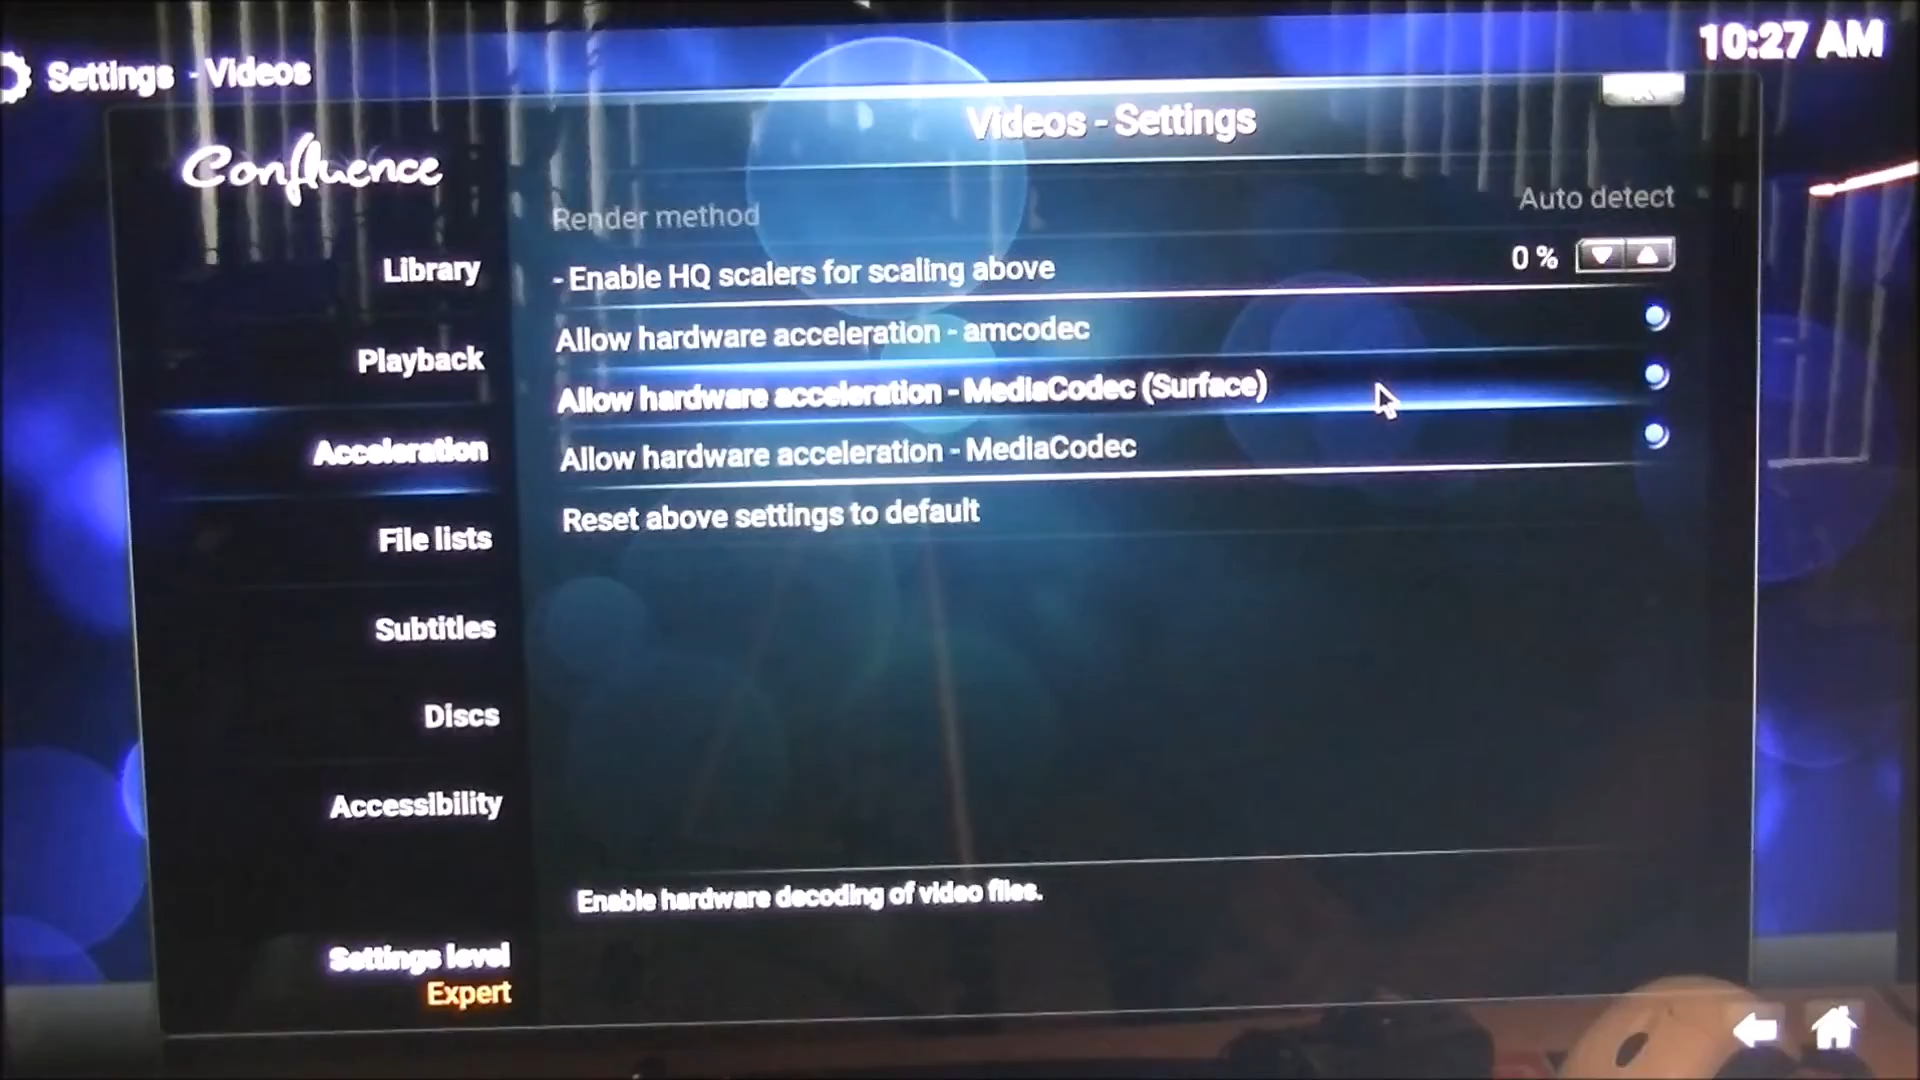 Settings - Videos
10:27 AM
Videos - Settings
Confluence
Render method Auto detect
- Enable HQ scalers for scaling above 0 %
Allow hardware acceleration - amcodec
Allow hardware acceleration - MediaCodec (Surface)
Allow hardware acceleration - MediaCodec
Reset above settings to default
Library
Playback
Acceleration
File lists
Subtitles
Discs
Accessibility
Enable hardware decoding of video files.
Settings level
Expert